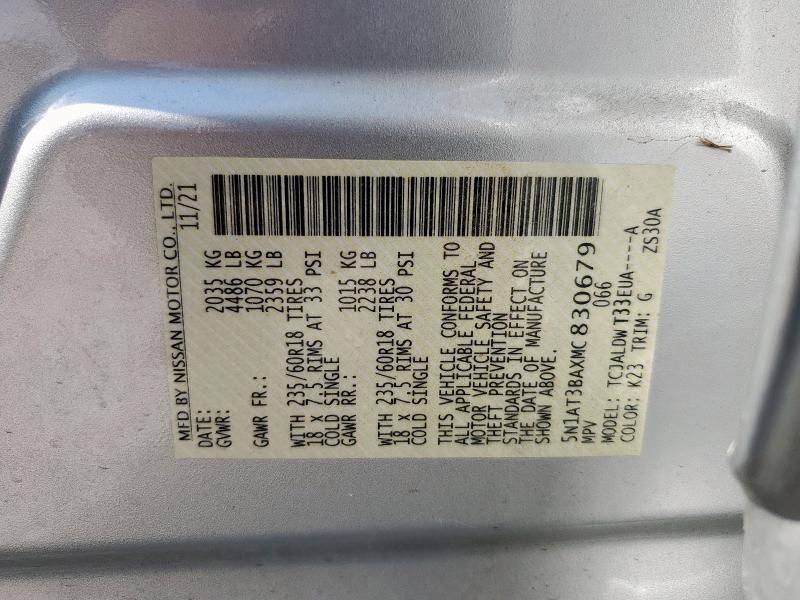 MFD BY NISSAN MOTOR CO., LTD.
DATE: 11/21
GVWR: 2035 KG
4486 LB
GAWR FR.: 1070 KG
2359 LB
WITH 235/60R18 TIRES
18 X 7.5 RIMS AT 33 PSI
COLD SINGLE
GAWR RR.: 1015 KG
2238 LB
WITH 235/60R18 TIRES
18 X 7.5 RIMS AT 30 PSI
COLD SINGLE
THIS VEHICLE CONFORMS TO
ALL APPLICABLE FEDERAL
MOTOR VEHICLE SAFETY AND
THEFT PREVENTION
STANDARDS IN EFFECT ON
THE DATE OF MANUFACTURE
SHOWN ABOVE.
5N1AT3BAXMC830679
MPV 066
MODEL: TCJALDW T33EUA----A
COLOR: K23 TRIM: G ZS30A